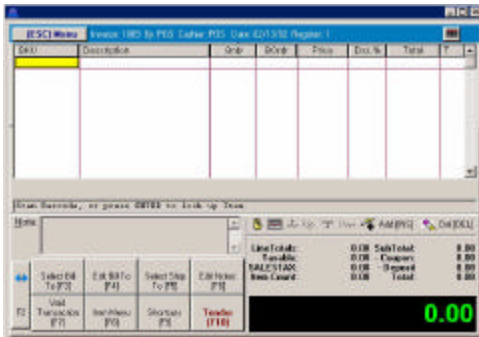 (ESC) Menu Invoice: 1085 By POS Cashier: POS Date: 02/13/02 Register: 1
SKU Description Qnty BOrdr Price Disc.% Total T
Scan Barcode, or press ENTER to look up Item.
Note:
Add [INS] Del [DEL]
LineTotals: 0.00 SubTotal: 0.00
Taxable: 0.00 - Coupon: 0.00
SALESTAX: 0.00 - Deposit 0.00
Item Count: 0.00 Total: 0.00
Select Bill To [F3] Edit Bill To [F4] Select Ship To [F5] Edit Notes [F6]
F2 Void Transaction [F7] Item Menu [F8] Shortcuts [F9] Tender [F10]
0.00